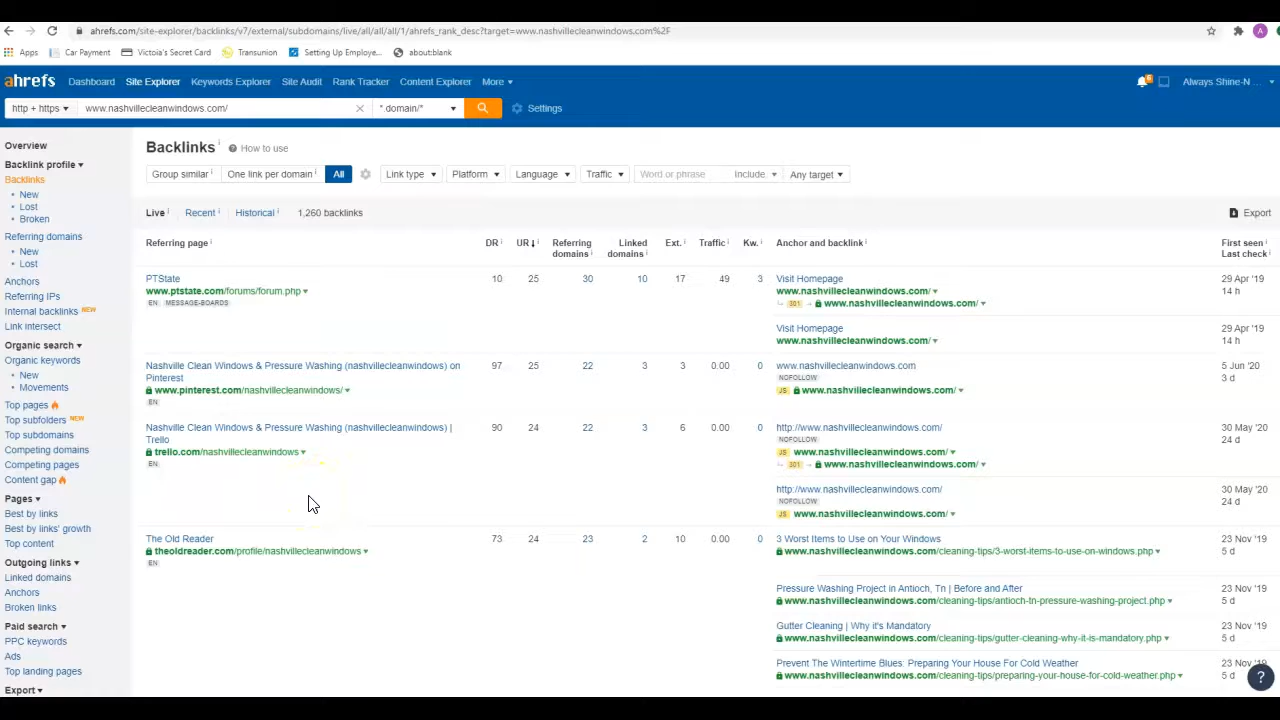 ahrefs.com/site-explorer/backlinks/v7/external/subdomains/live/all/all/all/1/ahrefs_rank_desc?target=www.nashvillecleanwindows.com%2F
A
Apps Car Payment Victoia's Secret Card Transunion Setting Up Employe... about:blank
ahrefs Dashboard Site Explorer Keywords Explorer Site Audit Rank Tracker Content Explorer More Always Shine-N ...
http + https www.nashvillecleanwindows.com/ *.domain/* Settings
Overview
Backlink profile
Backlinks
New
Lost
Broken
Referring domains
New
Lost
Anchors
Referring IPs
Internal backlinks NEW
Link intersect
Organic search
Organic keywords
New
Movements
Top pages
Top subfolders NEW
Top subdomains
Competing domains
Competing pages
Content gap
Pages
Best by links
Best by links' growth
Top content
Outgoing links
Linked domains
Anchors
Broken links
Paid search
PPC keywords
Ads
Top landing pages
Export
Backlinks i ? How to use
Group similar i One link per domain i All Link type Platform Language Traffic Word or phrase Include. Any target
Live i Recent i Historical i 1,260 backlinks Export
Referring page i DR i UR i Referring domains i Linked domains i Ext. i Traffic i Kw. i Anchor and backlink i First seen Last check i
PTState 10 25 30 10 17 49 3 Visit Homepage 29 Apr '19
www.ptstate.com/forums/forum.php www.nashvillecleanwindows.com/ 14 h
EN MESSAGE-BOARDS 301 www.nashvillecleanwindows.com/
Visit Homepage 29 Apr '19
www.nashvillecleanwindows.com/ 14 h
Nashville Clean Windows & Pressure Washing (nashvillecleanwindows) on 97 25 22 3 3 0.00 0 www.nashvillecleanwindows.com 5 Jun '20
Pinterest NOFOLLOW 3 d
www.pinterest.com/nashvillecleanwindows/ JS www.nashvillecleanwindows.com/
EN
Nashville Clean Windows & Pressure Washing (nashvillecleanwindows) | 90 24 22 3 6 0.00 0 http://www.nashvillecleanwindows.com/ 30 May '20
Trello NOFOLLOW 24 d
trello.com/nashvillecleanwindows JS www.nashvillecleanwindows.com/
EN 301 www.nashvillecleanwindows.com/
http://www.nashvillecleanwindows.com/ 30 May '20
NOFOLLOW 24 d
JS www.nashvillecleanwindows.com/
The Old Reader 73 24 23 2 10 0.00 0 3 Worst Items to Use on Your Windows 23 Nov '19
theoldreader.com/profile/nashvillecleanwindows www.nashvillecleanwindows.com/cleaning-tips/3-worst-items-to-use-on-windows.php 5 d
EN
Pressure Washing Project in Antioch, Tn | Before and After 23 Nov '19
www.nashvillecleanwindows.com/cleaning-tips/antioch-tn-pressure-washing-project.php 5 d
Gutter Cleaning | Why it's Mandatory 23 Nov '19
www.nashvillecleanwindows.com/cleaning-tips/gutter-cleaning-why-it-is-mandatory.php 5 d
Prevent The Wintertime Blues: Preparing Your House For Cold Weather 23 Nov '19
www.nashvillecleanwindows.com/cleaning-tips/preparing-your-house-for-cold-weather.php 5 d
?